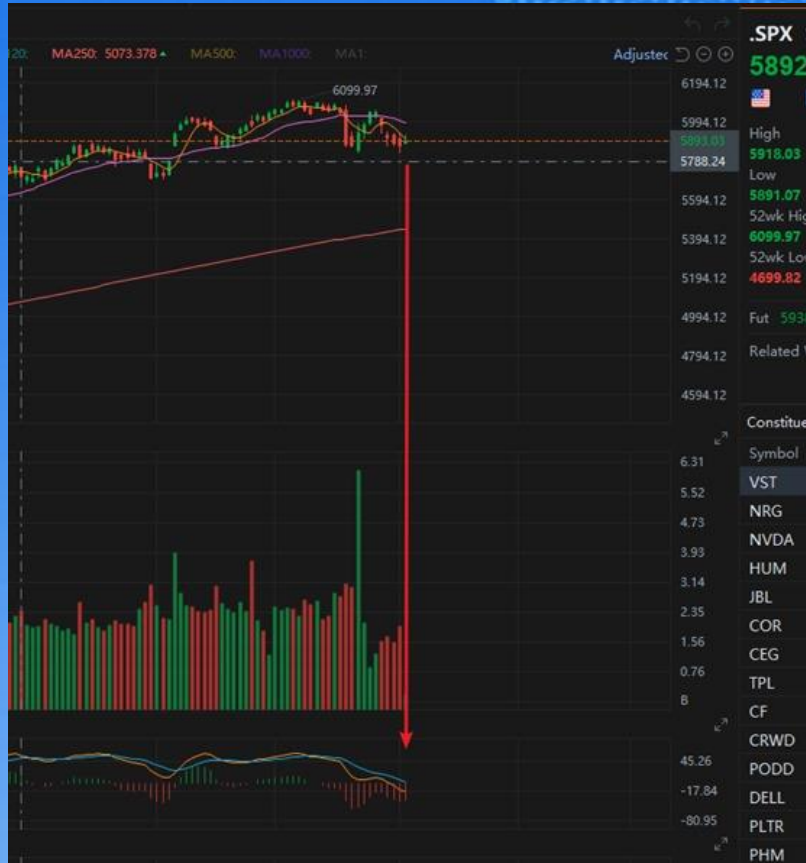 120: MA250: 5073.378 MA500: MA1000: MA1: Adjusted
6194.12
6099.97
5994.12
5893.03
5788.24
5594.12
5394.12
5194.12
4994.12
4794.12
4594.12
6.31
5.52
4.73
3.93
3.14
2.35
1.56
0.76
B
45.26
-17.84
-80.95
.SPX
5892
High
5918.03
Low
5891.07
52wk Hig
6099.97
52wk Lov
4699.82
Fut 593
Related
Constitue
Symbol
VST
NRG
NVDA
HUM
JBL
COR
CEG
TPL
CF
CRWD
PODD
DELL
PLTR
PHM